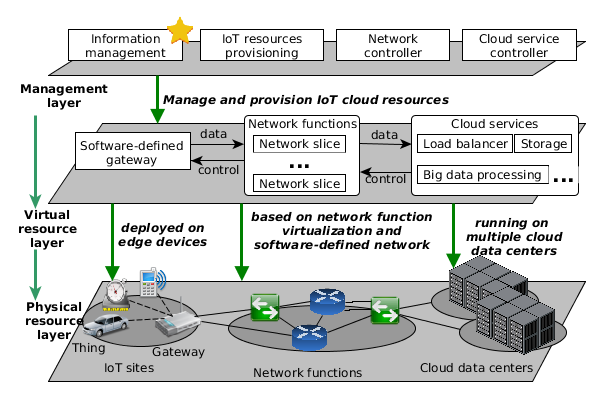 Information
management
IoT resources
provisioning
Network
controller
Cloud service
controller
Management
layer
Manage and provision IoT cloud resources
Software-defined
gateway
data
control
Network functions
Network slice
...
Network slice
data
control
Cloud services
Load balancer
Storage
Big data processing
...
Virtual
resource
layer
deployed on
edge devices
based on network function
virtualization and
software-defined network
running on
multiple cloud
data centers
Physical
resource
layer
Thing
Gateway
IoT sites
Network functions
Cloud data centers